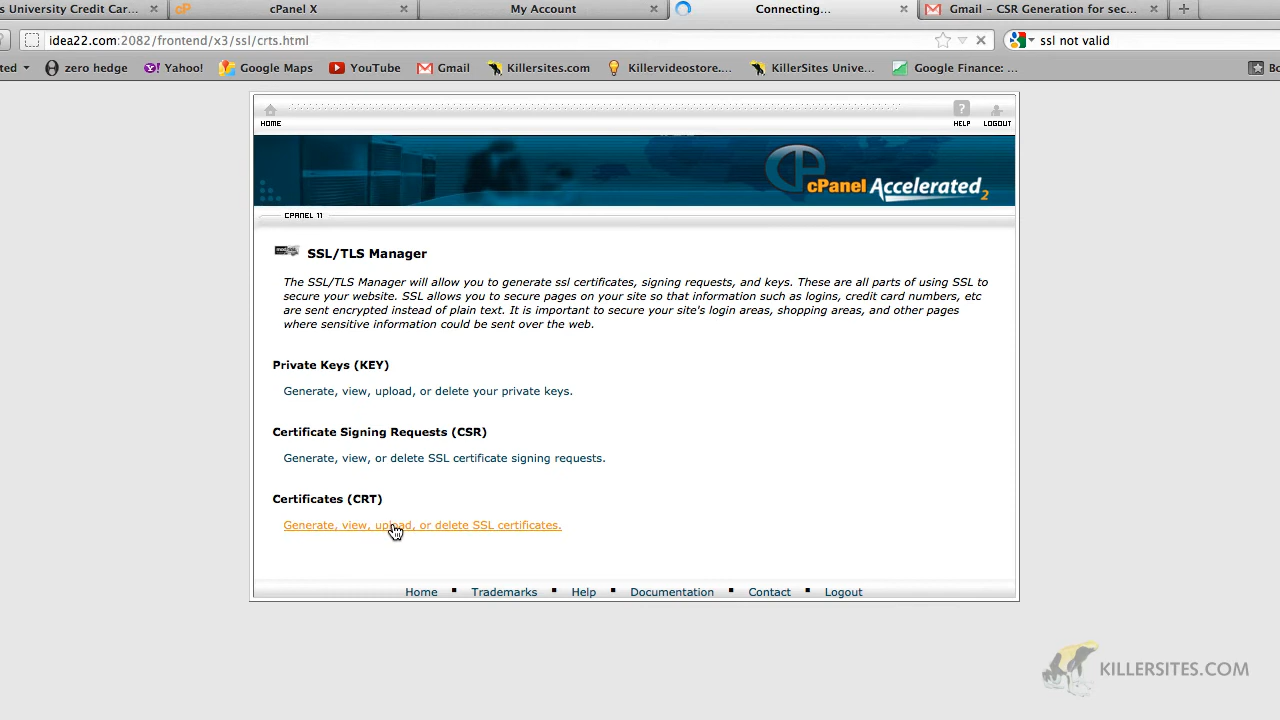 s University Credit Car...
cPanel X
My Account
Connecting...
Gmail – CSR Generation for sec...
idea22.com:2082/frontend/x3/ssl/crts.html
ssl not valid
ted
zero hedge
Yahoo!
Google Maps
YouTube
Gmail
Killersites.com
Killervideostore....
KillerSites Unive...
Google Finance: ...
Bo
HOME
HELP
LOGOUT
cPanel Accelerated2
CPANEL 11
SSL/TLS Manager
The SSL/TLS Manager will allow you to generate ssl certificates, signing requests, and keys. These are all parts of using SSL to
secure your website. SSL allows you to secure pages on your site so that information such as logins, credit card numbers, etc
are sent encrypted instead of plain text. It is important to secure your site's login areas, shopping areas, and other pages
where sensitive information could be sent over the web.
Private Keys (KEY)
Generate, view, upload, or delete your private keys.
Certificate Signing Requests (CSR)
Generate, view, or delete SSL certificate signing requests.
Certificates (CRT)
Generate, view, upload, or delete SSL certificates.
Home
Trademarks
Help
Documentation
Contact
Logout
KILLERSITES.COM